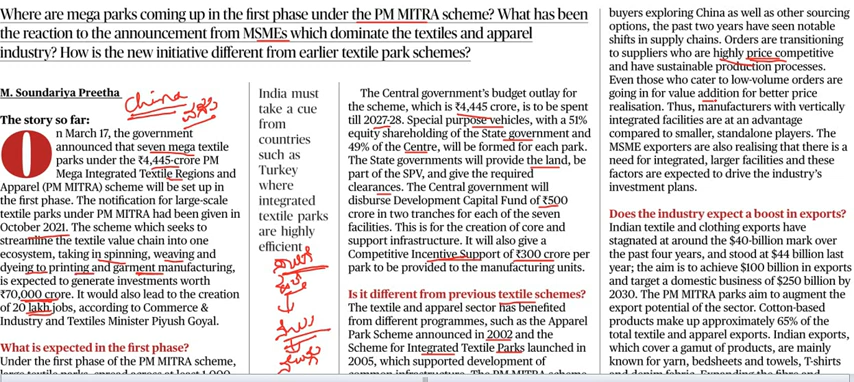 Where are mega parks coming up in the first phase under the PM MITRA scheme? What has been
the reaction to the announcement from MSMEs which dominate the textiles and apparel
industry? How is the new initiative different from earlier textile park schemes?
M. Soundariya Preetha
China
The story so far:
On March 17, the government
announced that seven mega textile
parks under the ₹4,445-crore PM
Mega Integrated Textile Regions and
Apparel (PM MITRA) scheme will be set up in
the first phase. The notification for large-scale
textile parks under PM MITRA had been given in
October 2021. The scheme which seeks to
streamline the textile value chain into one
ecosystem, taking in spinning, weaving and
dyeing to printing and garment manufacturing,
is expected to generate investments worth
₹70,000 crore. It would also lead to the creation
of 20 lakh jobs, according to Commerce &
Industry and Textiles Minister Piyush Goyal.
What is expected in the first phase?
Under the first phase of the PM MITRA scheme,
India must
take a cue
from
countries
such as
Turkey
where
integrated
textile parks
are highly
efficient
The Central government's budget outlay for
the scheme, which is ₹4,445 crore, is to be spent
till 2027-28. Special purpose vehicles, with a 51%
equity shareholding of the State government and
49% of the Centre, will be formed for each park.
The State governments will provide the land, be
part of the SPV, and give the required
clearances. The Central government will
disburse Development Capital Fund of ₹500
crore in two tranches for each of the seven
facilities. This is for the creation of core and
support infrastructure. It will also give a
Competitive Incentive Support of ₹300 crore per
park to be provided to the manufacturing units.
Is it different from previous textile schemes?
The textile and apparel sector has benefited
from different programmes, such as the Apparel
Park Scheme announced in 2002 and the
Scheme for Integrated Textile Parks launched in
2005, which supported development of
buyers exploring China as well as other sourcing
options, the past two years have seen notable
shifts in supply chains. Orders are transitioning
to suppliers who are highly price competitive
and have sustainable production processes.
Even those who cater to low-volume orders are
going in for value addition for better price
realisation. Thus, manufacturers with vertically
integrated facilities are at an advantage
compared to smaller, standalone players. The
MSME exporters are also realising that there is a
need for integrated, larger facilities and these
factors are expected to drive the industry's
investment plans.
Does the industry expect a boost in exports?
Indian textile and clothing exports have
stagnated at around the $40-billion mark over
the past four years, and stood at $44 billion last
year; the aim is to achieve $100 billion in exports
and target a domestic business of $250 billion by
2030. The PM MITRA parks aim to augment the
export potential of the sector. Cotton-based
products make up approximately 65% of the
total textile and apparel exports. Indian exports,
which cover a gamut of products, are mainly
known for yarn, bedsheets and towels, T-shirts